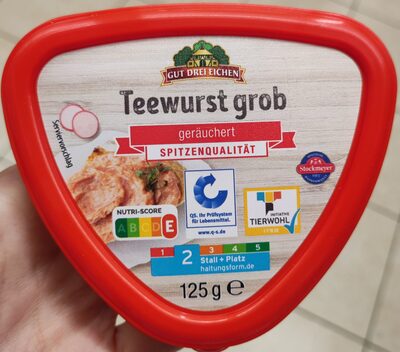 GUT DREI EICHEN
Teewurst grob
geräuchert
SPITZENQUALITÄT
Serviervorschlag
Stockmeyer
NUTRI-SCORE
A B C D E
QS. Ihr Prüfsystem
für Lebensmittel.
www.q-s.de
INITIATIVE
TIERWOHL
1 2 3 4 5
Stall + Platz
haltungsform.de
125 g e